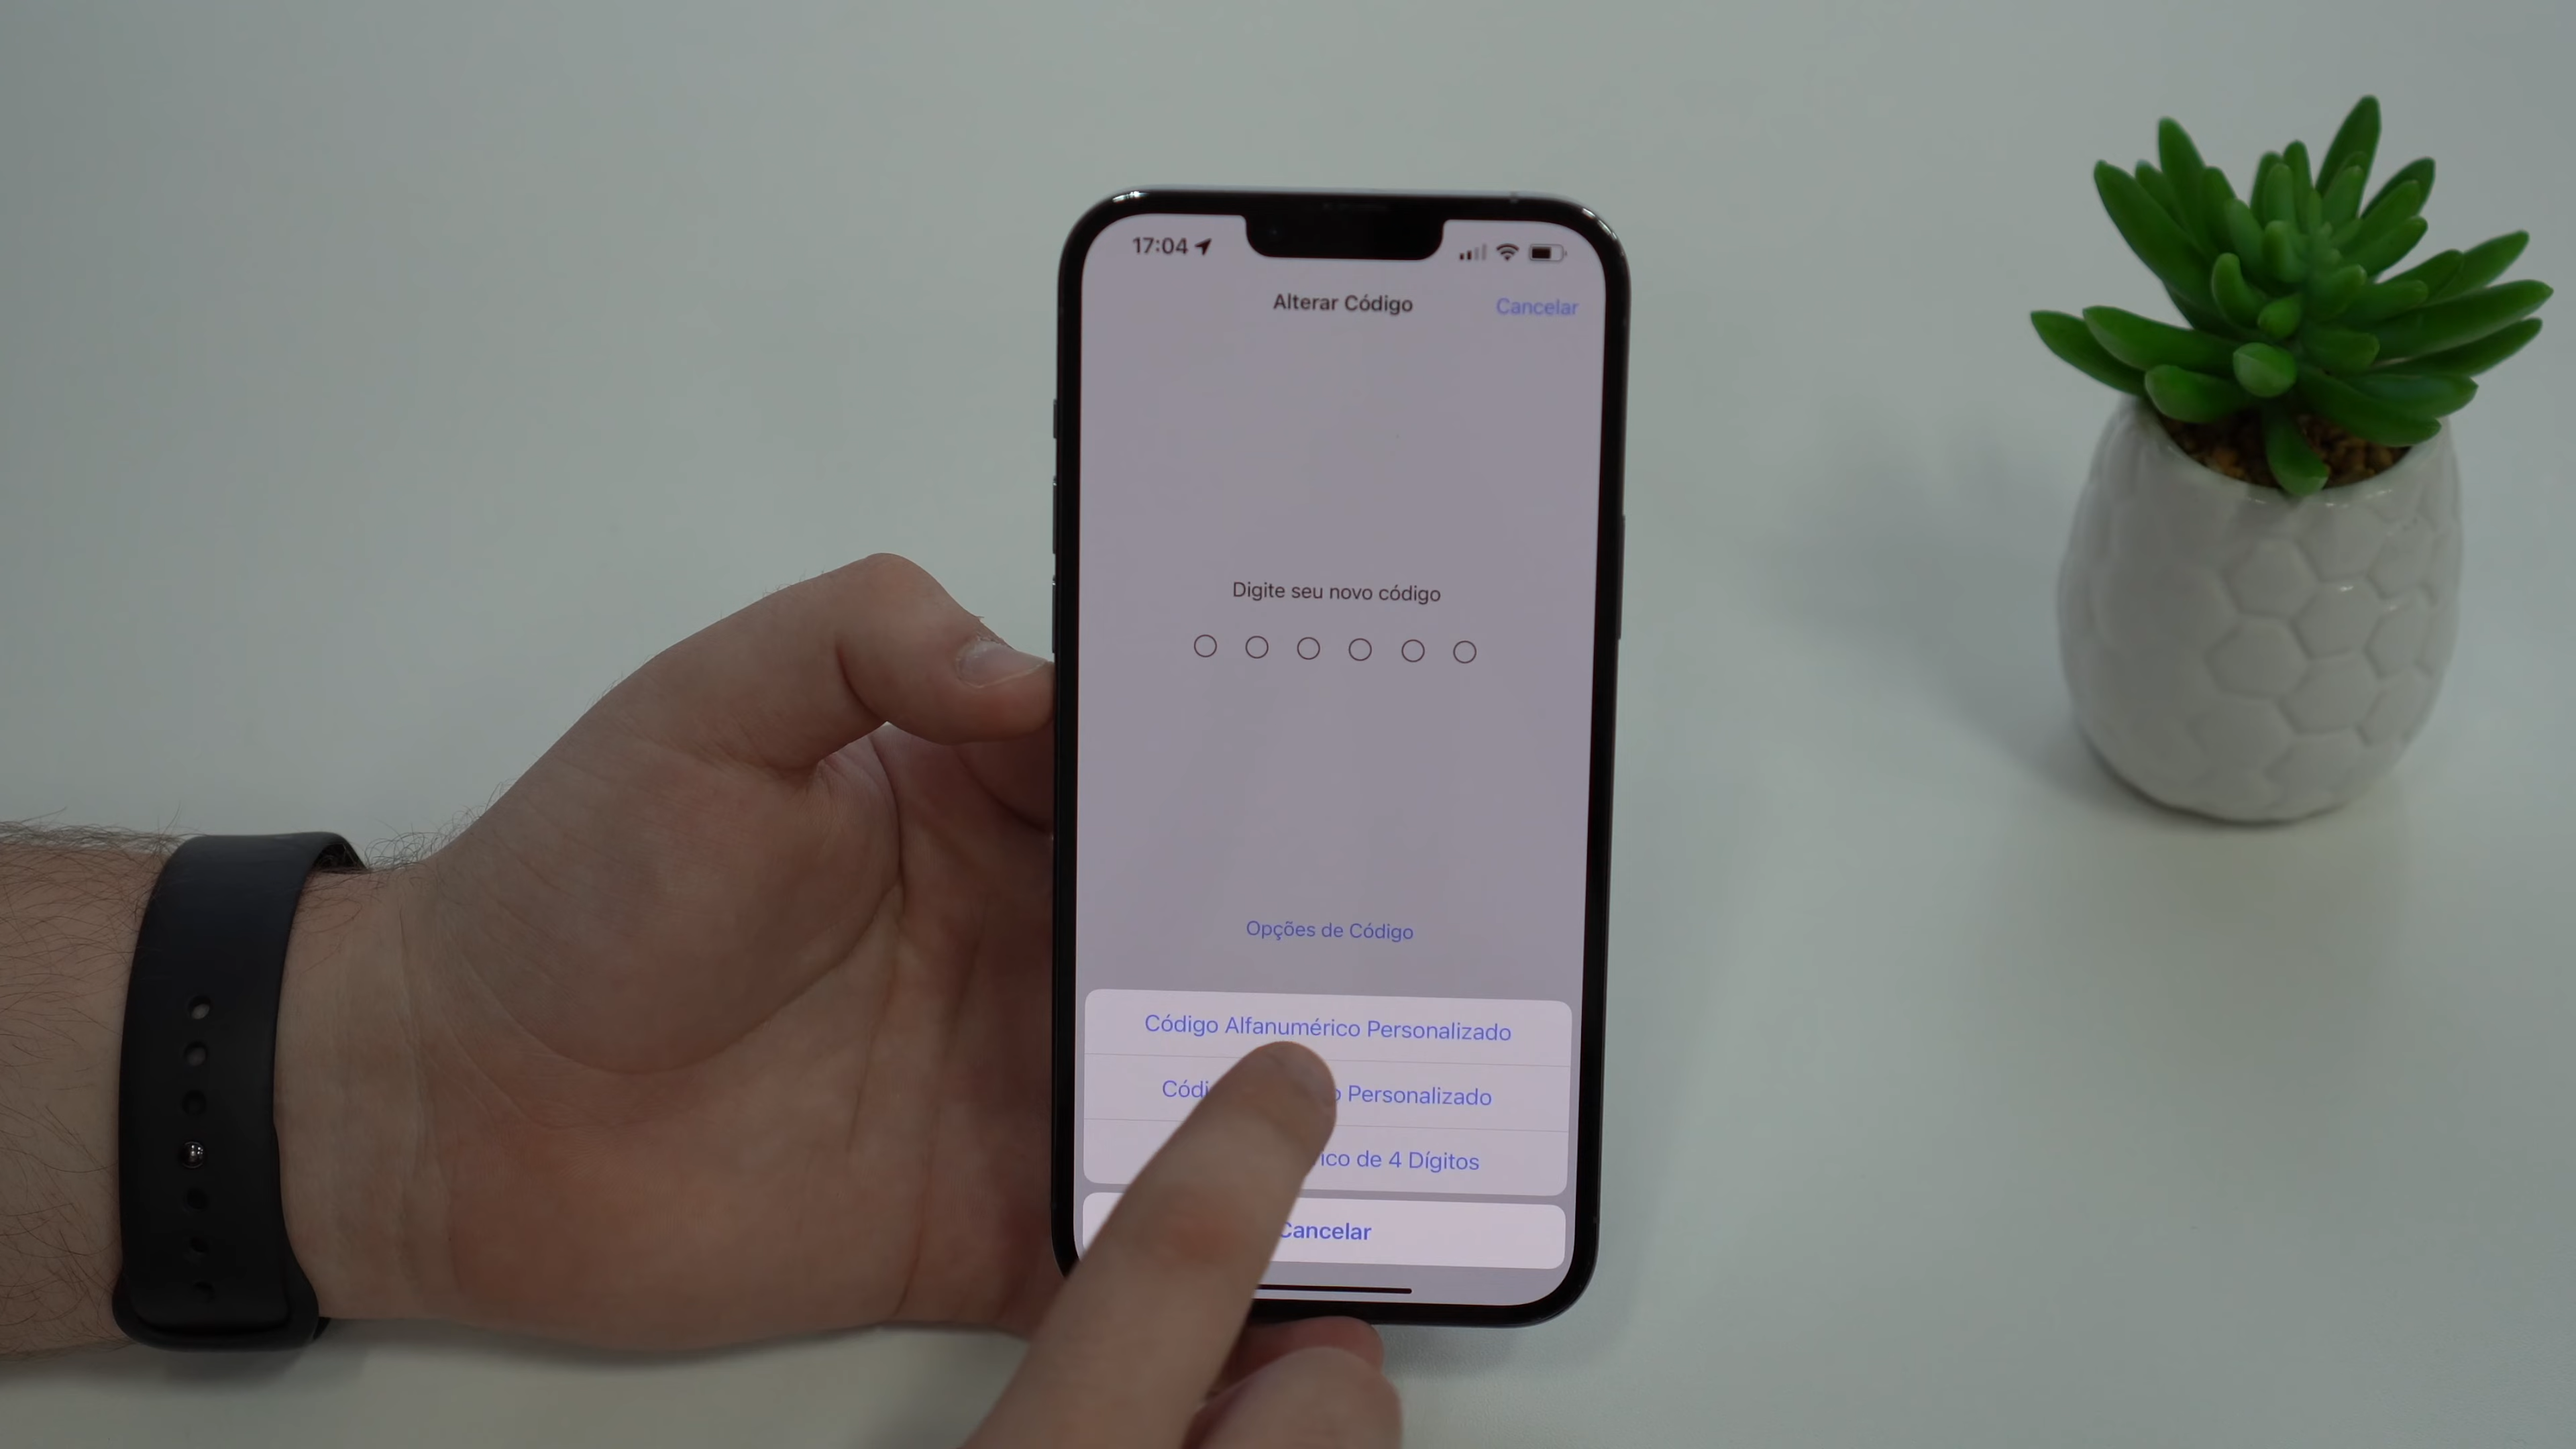 17:04
Alterar Código
Cancelar
Digite seu novo código
Opções de Código
Código Alfanumérico Personalizado
Personalizado
de 4 Dígitos
Cancelar